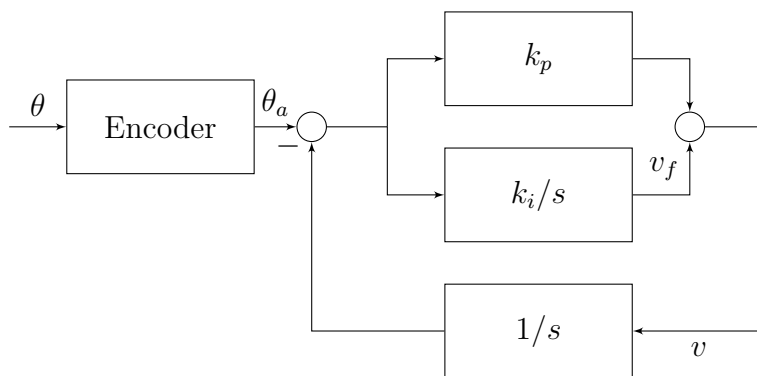 k_p
θ
Encoder
θ_a
−
v_f
k_i/s
1/s
v